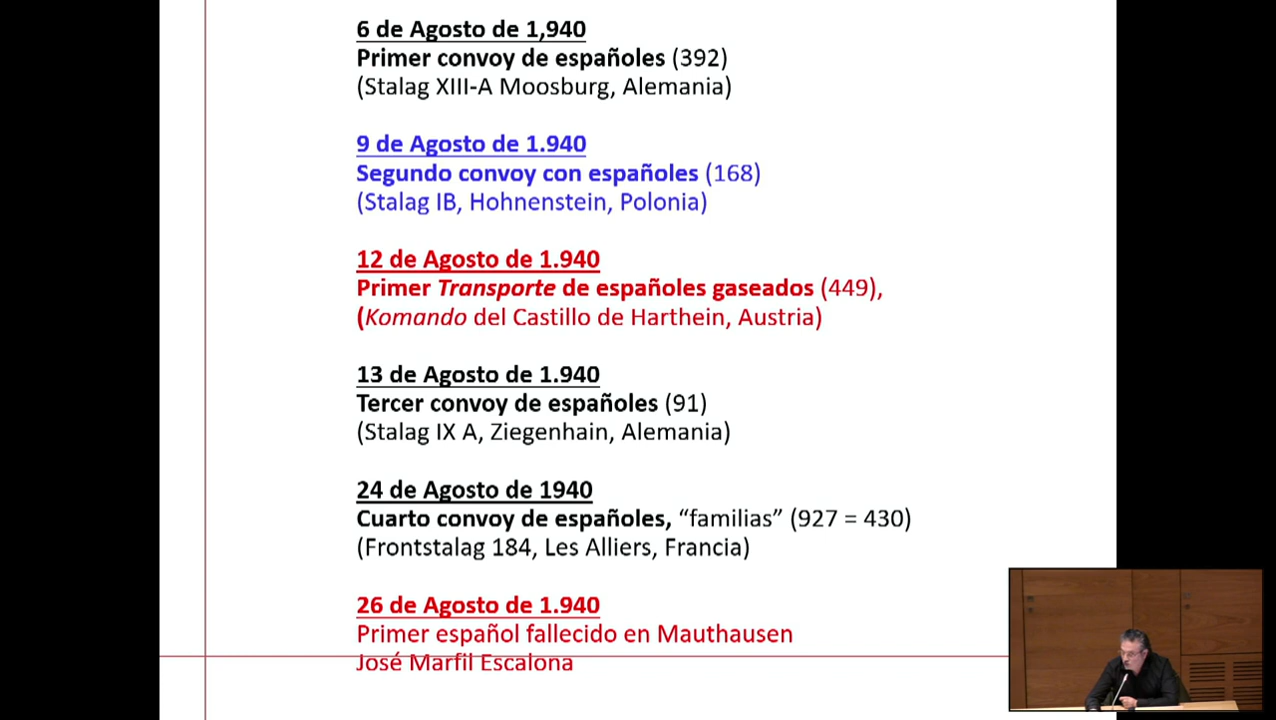 6 de Agosto de 1,940
Primer convoy de españoles (392)
(Stalag XIII-A Moosburg, Alemania)
9 de Agosto de 1.940
Segundo convoy con españoles (168)
(Stalag IB, Hohnenstein, Polonia)
12 de Agosto de 1.940
Primer Transporte de españoles gaseados (449),
(Komando del Castillo de Harthein, Austria)
13 de Agosto de 1.940
Tercer convoy de españoles (91)
(Stalag IX A, Ziegenhain, Alemania)
24 de Agosto de 1940
Cuarto convoy de españoles, “familias” (927 = 430)
(Frontstalag 184, Les Alliers, Francia)
26 de Agosto de 1.940
Primer español fallecido en Mauthausen
José Marfil Escalona